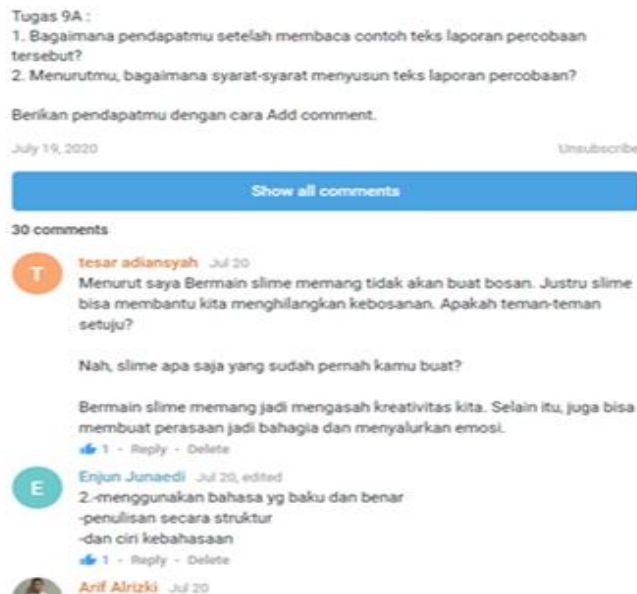 Tugas 9A :
1. Bagaimana pendapatmu setelah membaca contoh teks laporan percobaan
tersebut?
2. Menurutmu, bagaimana syarat-syarat menyusun teks laporan percobaan?
Berikan pendapatmu dengan cara Add comment.
July 19, 2020 Unsubscribe
Show all comments
30 comments
T
tesar adiansyah Jul 20
Menurut saya Bermain slime memang tidak akan buat bosan. Justru slime
bisa membantu kita menghilangkan kebosanan. Apakah teman-teman
setuju?
Nah, slime apa saja yang sudah pernah kamu buat?
Bermain slime memang jadi mengasah kreativitas kita. Selain itu, juga bisa
membuat perasaan jadi bahagia dan menyalurkan emosi.
1 - Reply - Delete
E
Enjun Junaedi Jul 20, edited
2.-menggunakan bahasa yg baku dan benar
-penulisan secara struktur
-dan ciri kebahasaan
1 - Reply - Delete
Arif Alrizki Jul 20